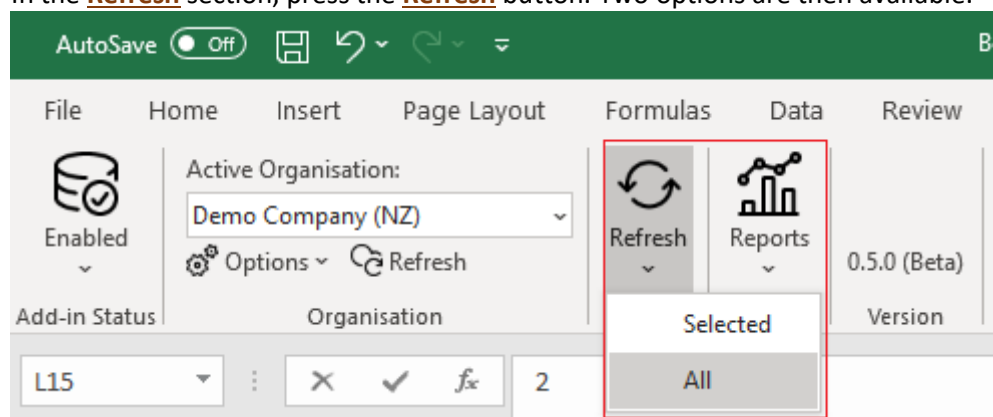 In the Refresh section, press the Refresh button. Two options are then available:
AutoSave Off
File Home Insert Page Layout Formulas Data Review
Active Organisation:
Demo Company (NZ)
Enabled
Options Refresh
Refresh
Reports
0.5.0 (Beta)
Add-in Status
Organisation
Version
Selected
All
L15
fx
2